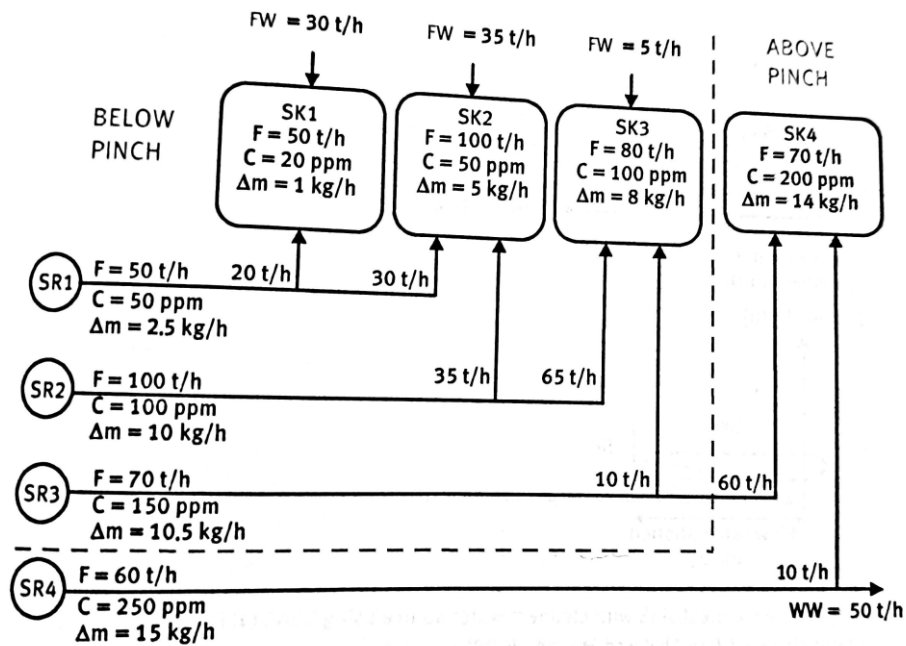 FW = 30 t/h
FW = 35 t/h
FW = 5 t/h
ABOVE
PINCH
BELOW
PINCH
SK1
F = 50 t/h
C = 20 ppm
Δm = 1 kg/h
SK2
F = 100 t/h
C = 50 ppm
Δm = 5 kg/h
SK3
F = 80 t/h
C = 100 ppm
Δm = 8 kg/h
SK4
F = 70 t/h
C = 200 ppm
Δm = 14 kg/h
SR1
F = 50 t/h
C = 50 ppm
Δm = 2.5 kg/h
20 t/h
30 t/h
SR2
F = 100 t/h
C = 100 ppm
Δm = 10 kg/h
35 t/h
65 t/h
SR3
F = 70 t/h
C = 150 ppm
Δm = 10.5 kg/h
10 t/h
60 t/h
SR4
F = 60 t/h
C = 250 ppm
Δm = 15 kg/h
10 t/h
WW = 50 t/h